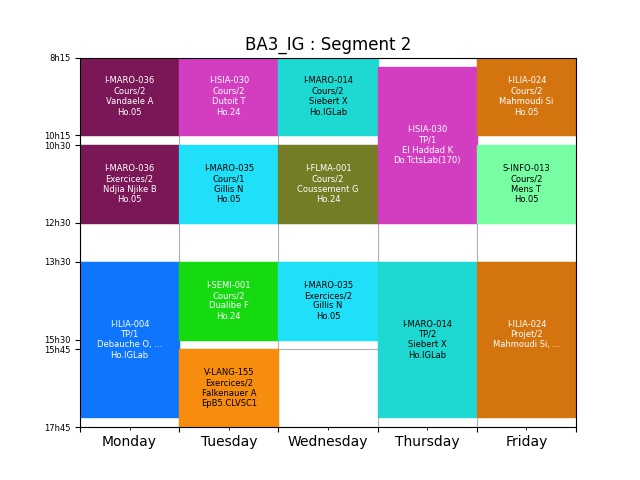 BA3_IG : Segment 2
8h15
10h15
10h30
12h30
13h30
15h30
15h45
17h45
I-MARO-036
Cours/2
Vandaele A
Ho.05
I-ISIA-030
Cours/2
Dutoit T
Ho.24
I-MARO-014
Cours/2
Siebert X
Ho.IGLab
I-ISIA-030
TP/1
El Haddad K
Do.TctsLab(170)
I-ILIA-024
Cours/2
Mahmoudi Si
Ho.05
I-MARO-036
Exercices/2
Ndjia Njike B
Ho.05
I-MARO-035
Cours/1
Gillis N
Ho.05
I-FLMA-001
Cours/2
Coussement G
Ho.24
S-INFO-013
Cours/2
Mens T
Ho.05
I-ILIA-004
TP/1
Debauche O, ...
Ho.IGLab
I-SEMI-001
Cours/2
Dualibe F
Ho.24
I-MARO-035
Exercices/2
Gillis N
Ho.05
I-MARO-014
TP/2
Siebert X
Ho.IGLab
I-ILIA-024
Projet/2
Mahmoudi Si, ...
V-LANG-155
Exercices/2
Falkenauer A
EpB5.CLVSC1
Monday
Tuesday
Wednesday
Thursday
Friday